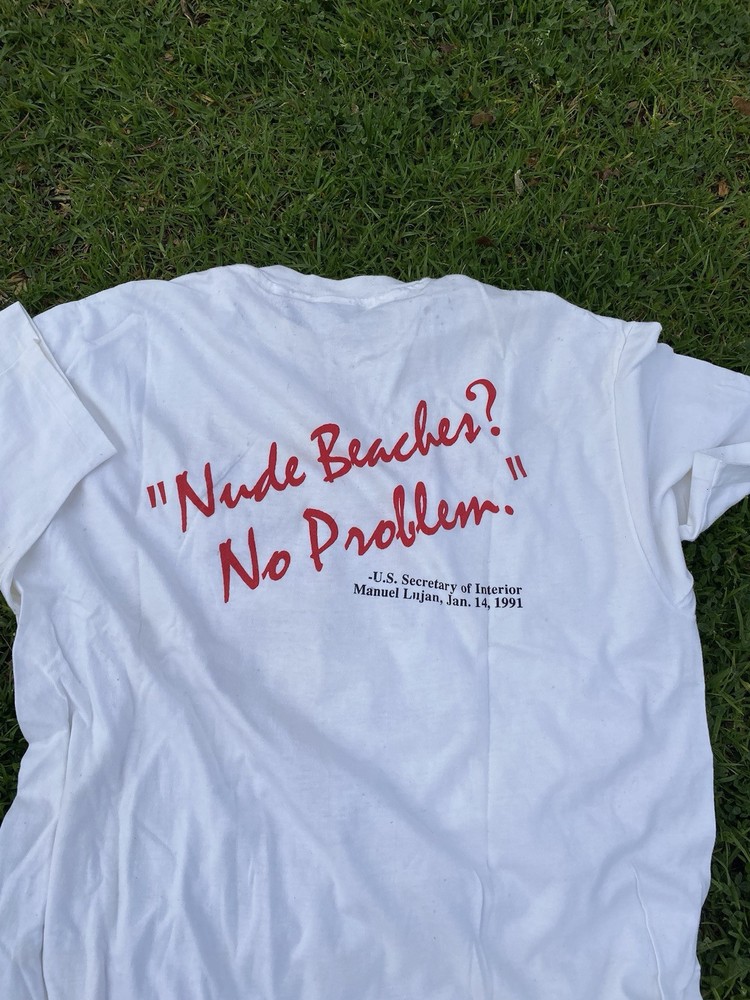 "Nude Beaches?
No Problem."
-U.S. Secretary of Interior
Manuel Lujan, Jan. 14, 1991